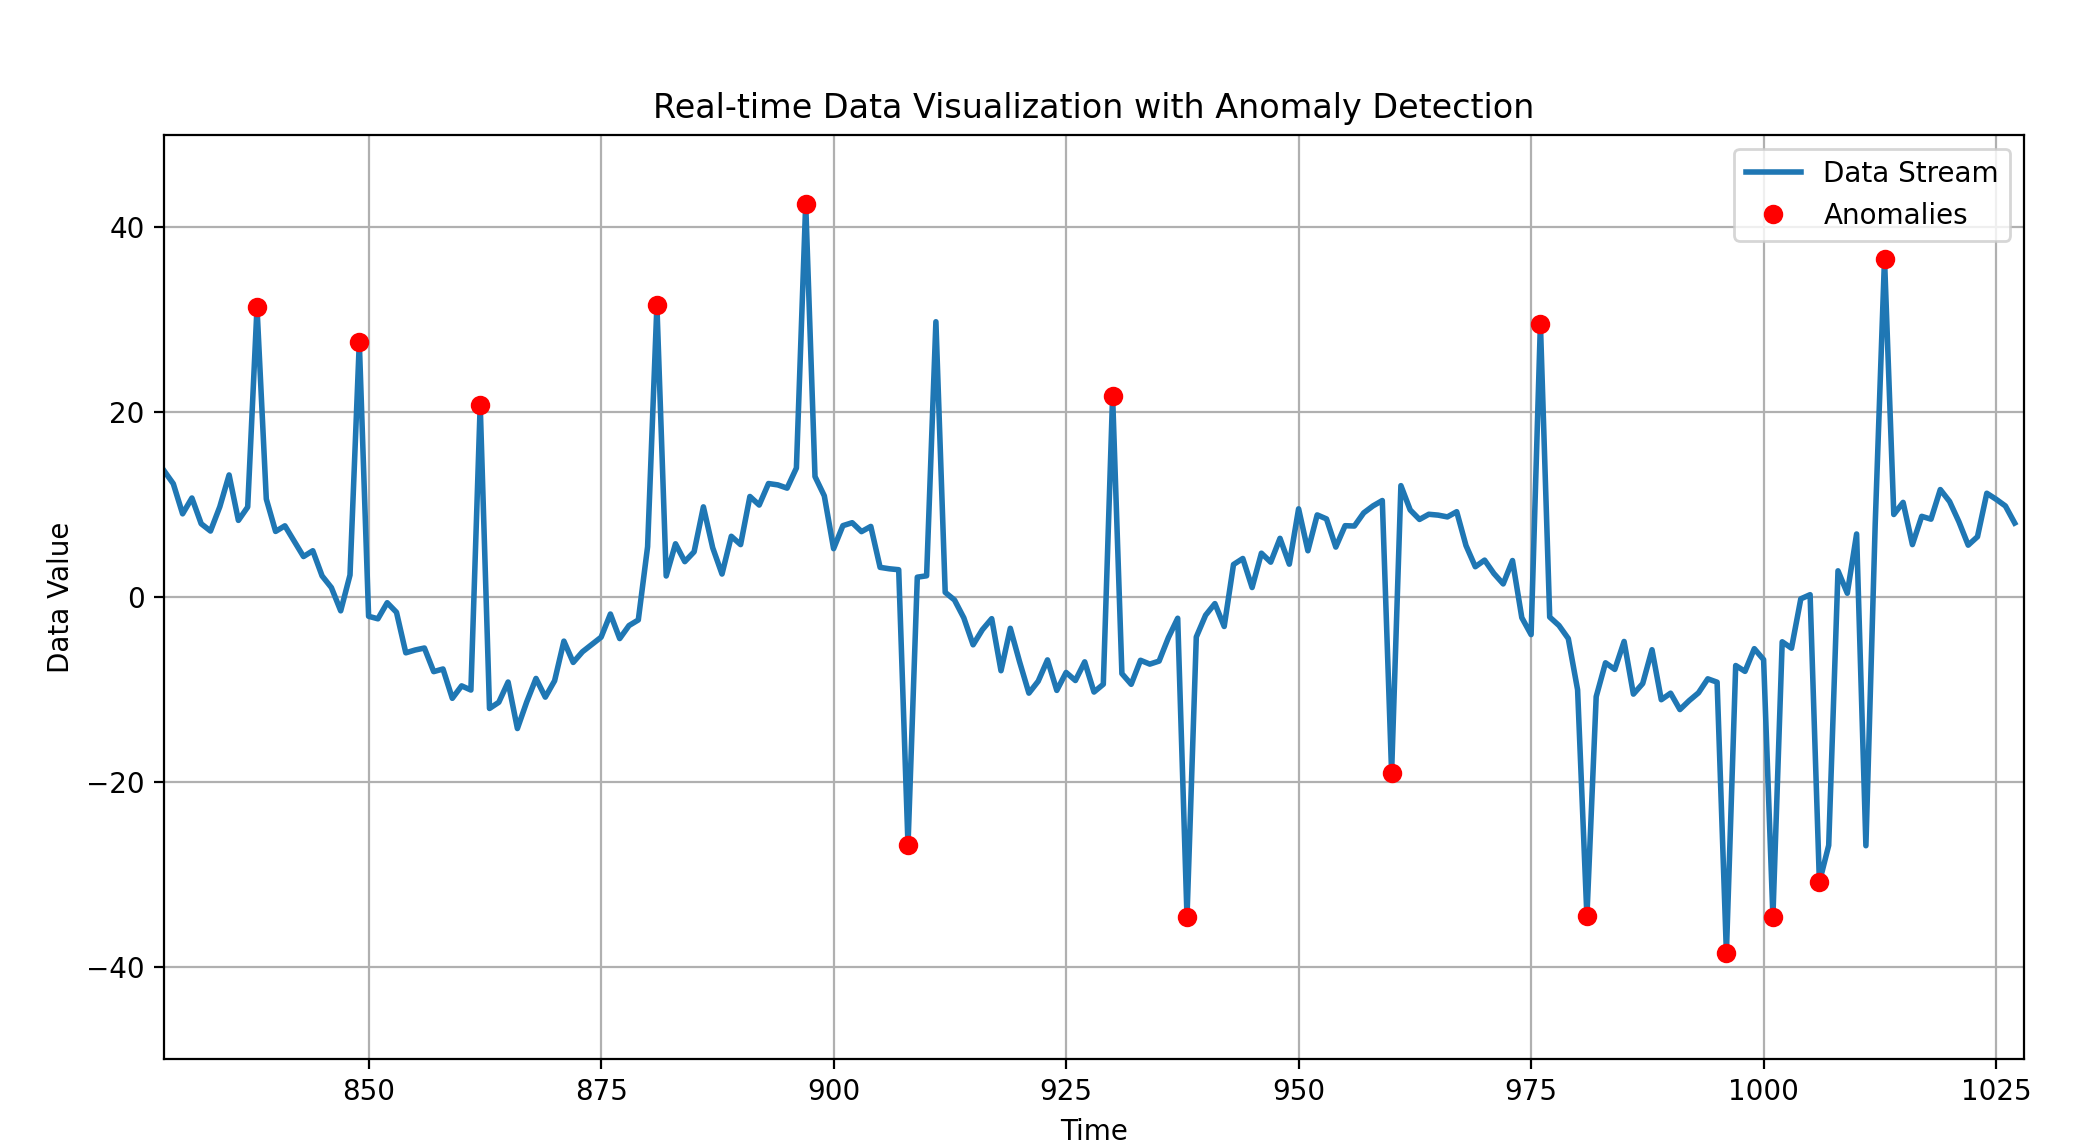 Real-time Data Visualization with Anomaly Detection
Data Stream
Anomalies
40
20
0
−20
−40
Data Value
850 875 900 925 950 975 1000 1025
Time